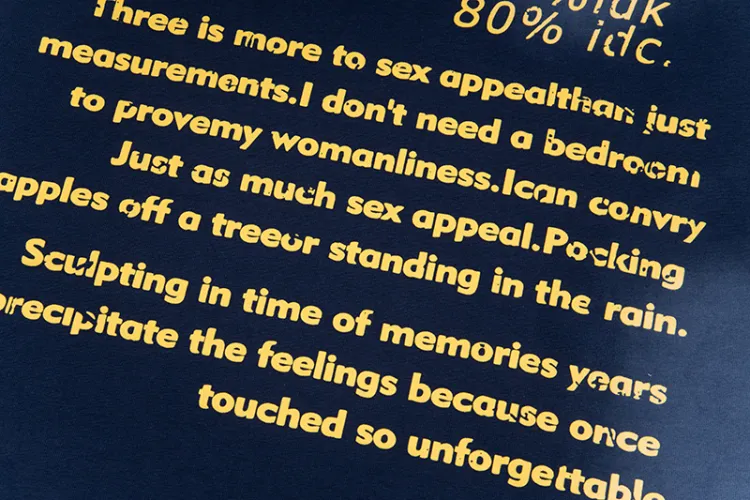 80% idc.
Three is more to sex appealthan just
measurements.I don't need a bedroom
to provemy womanliness.Ican convry
Just as much sex appeal.Pocking
apples off a treeor standing in the rain.
Sculpting in time of memories years
precipitate the feelings because once
touched so unforgettable